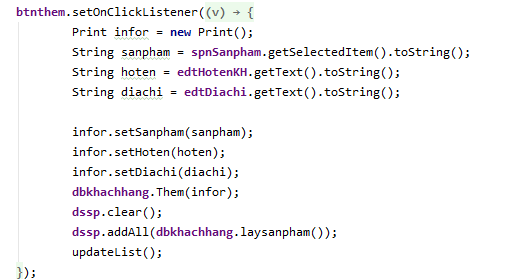 btnthem.setOnClickListener((v) → {
Print infor = new Print();
String sanpham = spnSanpham.getSelectedItem().toString();
String hoten = edtHotenKH.getText().toString();
String diachi = edtDiachi.getText().toString();
infor.setSanpham(sanpham);
infor.setHoten(hoten);
infor.setDiachi(diachi);
dbkhachhang.Them(infor);
dssp.clear();
dssp.addAll(dbkhachhang.laysanpham());
updateList();
});